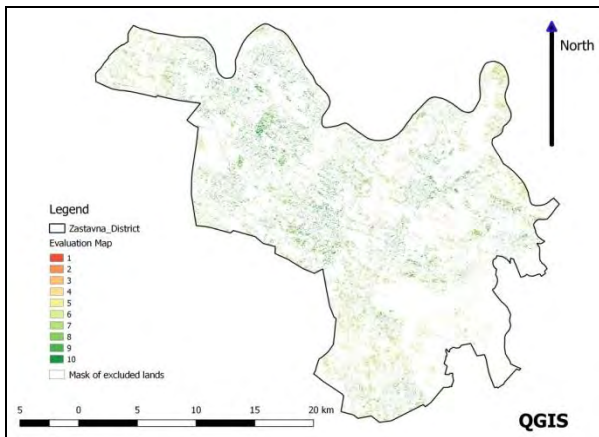 North
Legend
Zastavna_District
Evaluation Map
1
2
3
4
5
6
7
8
9
10
Mask of excluded lands
5 0 5 10 15 20 km
QGIS